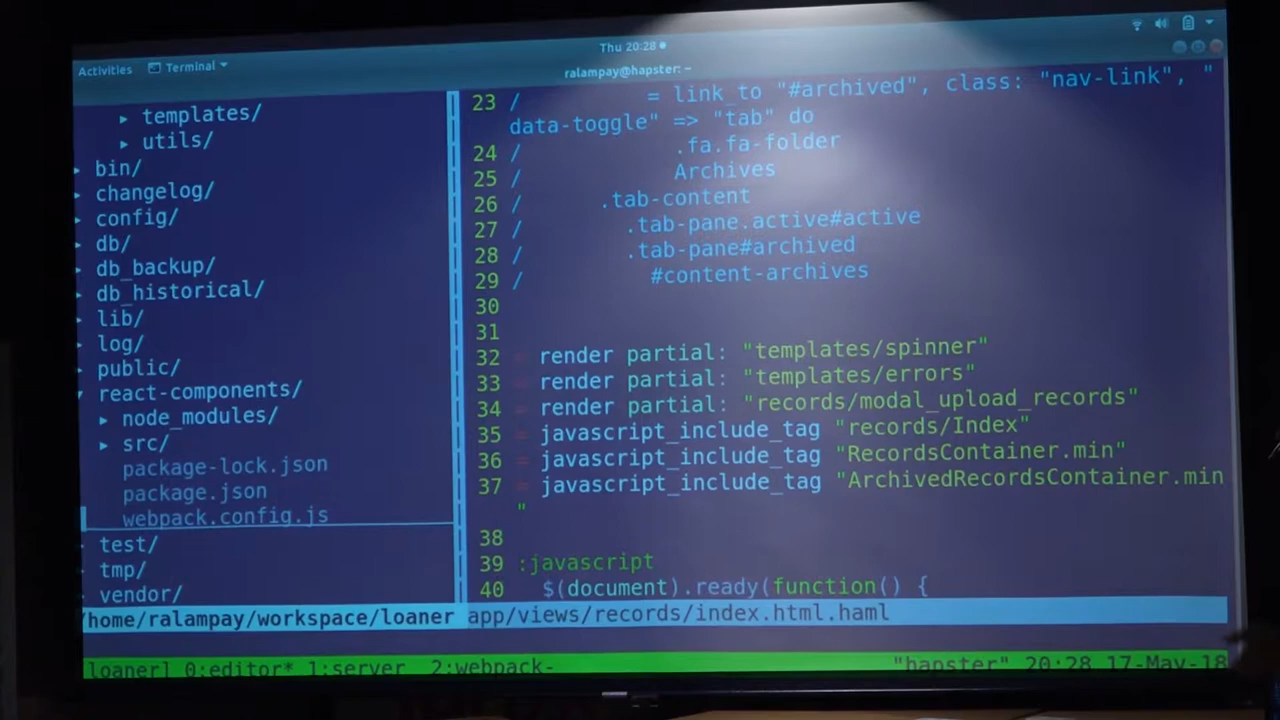 Thu 20:28
Activities
Terminal
ralampay@hapster: ~
templates/
utils/
bin/
changelog/
config/
db/
db_backup/
db_historical/
lib/
log/
public/
react-components/
node_modules/
src/
package-lock.json
package.json
webpack.config.js
test/
tmp/
vendor/
/home/ralampay/workspace/loaner
23 / = link_to "#archived", class: "nav-link", "
data-toggle" => "tab" do
24 / .fa.fa-folder
25 / Archives
26 / .tab-content
27 / .tab-pane.active#active
28 / .tab-pane#archived
29 / #content-archives
30
31
32 = render partial: "templates/spinner"
33 = render partial: "templates/errors"
34 = render partial: "records/modal_upload_records"
35 = javascript_include_tag "records/Index"
36 = javascript_include_tag "RecordsContainer.min"
37 = javascript_include_tag "ArchivedRecordsContainer.min
"
38
39 :javascript
40 $(document).ready(function() {
app/views/records/index.html.haml
loaner] 0:editor* 1:server 2:webpack-
"hapster" 20:28 17-May-18